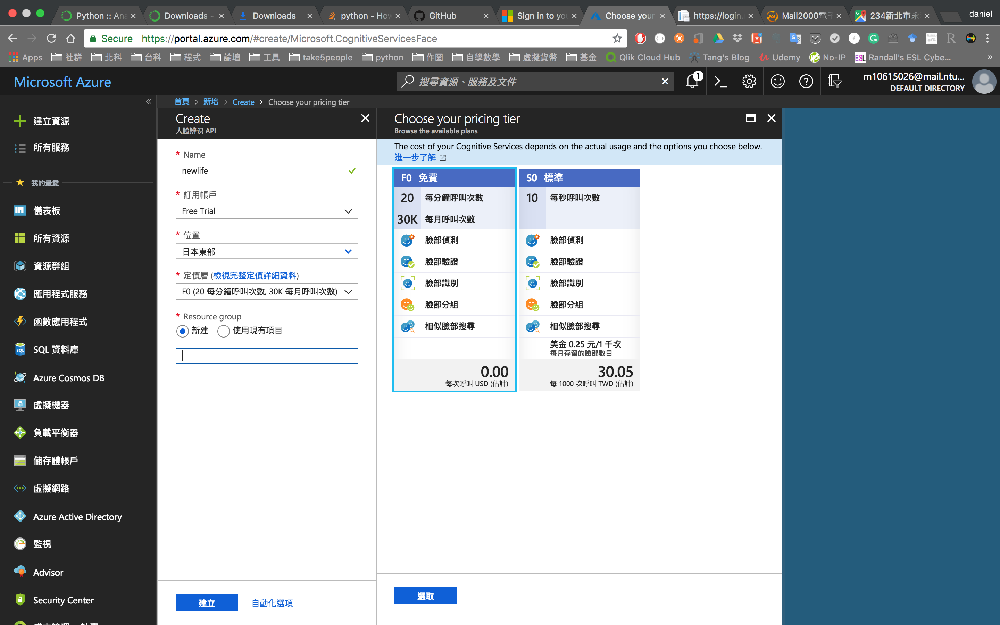 Python :: Ana
Downloads -
Downloads
python - How
GitHub
Sign in to you
Choose your
https://login.
Mail2000電子
234新北市永
daniel
Secure
https://portal.azure.com/#create/Microsoft.CognitiveServicesFace
Apps
社群
北科
台科
程式
論壇
工具
take5people
python
作圖
自學數學
虛擬貨幣
基金
Qlik Cloud Hub
Tang's Blog
Udemy
No-IP
ESL
Randall's ESL Cybe...
»
Microsoft Azure
搜尋資源、服務及文件
1
m10615026@mail.ntu...
DEFAULT DIRECTORY
首頁 > 新增 > Create > Choose your pricing tier
建立資源
所有服務
我的最愛
儀表板
所有資源
資源群組
應用程式服務
函數應用程式
SQL 資料庫
Azure Cosmos DB
虛擬機器
負載平衡器
儲存體帳戶
虛擬網路
Azure Active Directory
監視
Advisor
Security Center
Create
人脸辨识 API
* Name
newlife
* 訂用帳戶
Free Trial
* 位置
日本東部
* 定價層 (檢視完整定價詳細資料)
F0 (20 每分鐘呼叫次數, 30K 每月呼叫次數)
* Resource group
新建
使用現有項目
建立
自動化選項
Choose your pricing tier
Browse the available plans
The cost of your Cognitive Services depends on the actual usage and the options you choose below.
進一步了解
F0 免費
20 每分鐘呼叫次數
30K 每月呼叫次數
臉部偵測
臉部驗證
臉部識別
臉部分組
相似臉部搜尋
0.00
每次呼叫 USD (估計)
S0 標準
10 每秒呼叫次數
臉部偵測
臉部驗證
臉部識別
臉部分組
相似臉部搜尋
美金 0.25 元/1 千次
每月存留的臉部數目
30.05
每 1000 次呼叫 TWD (估計)
選取